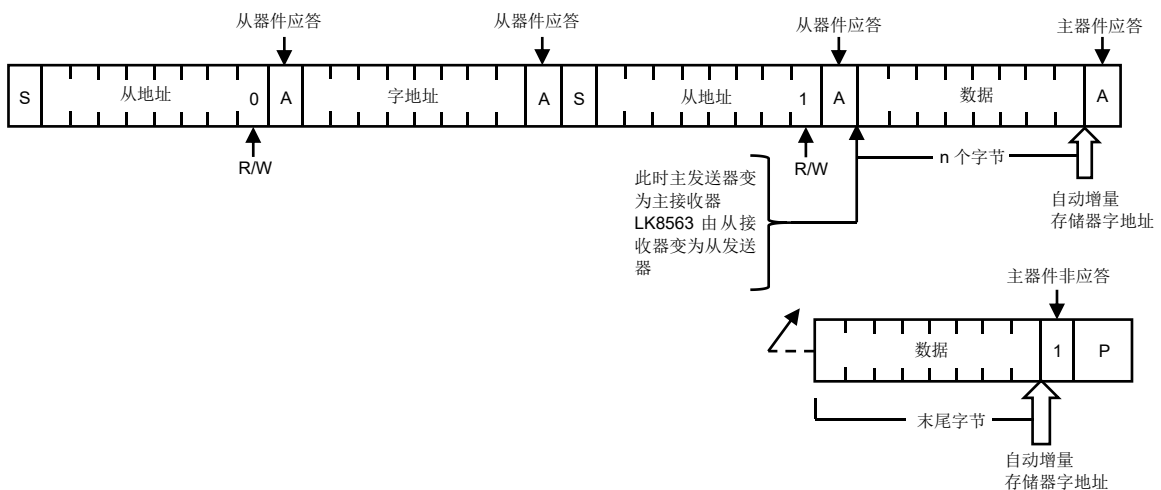 从器件应答 从器件应答 从器件应答 主器件应答
S 从地址 0 A 字地址 A S 从地址 1 A 数据 A
R/W R/W n 个字节
此时主发送器变
为主接收器
LK8563 由从接
收器变为从发送
器
自动增量
存储器字地址
主器件非应答
数据 1 P
末尾字节
自动增量
存储器字地址